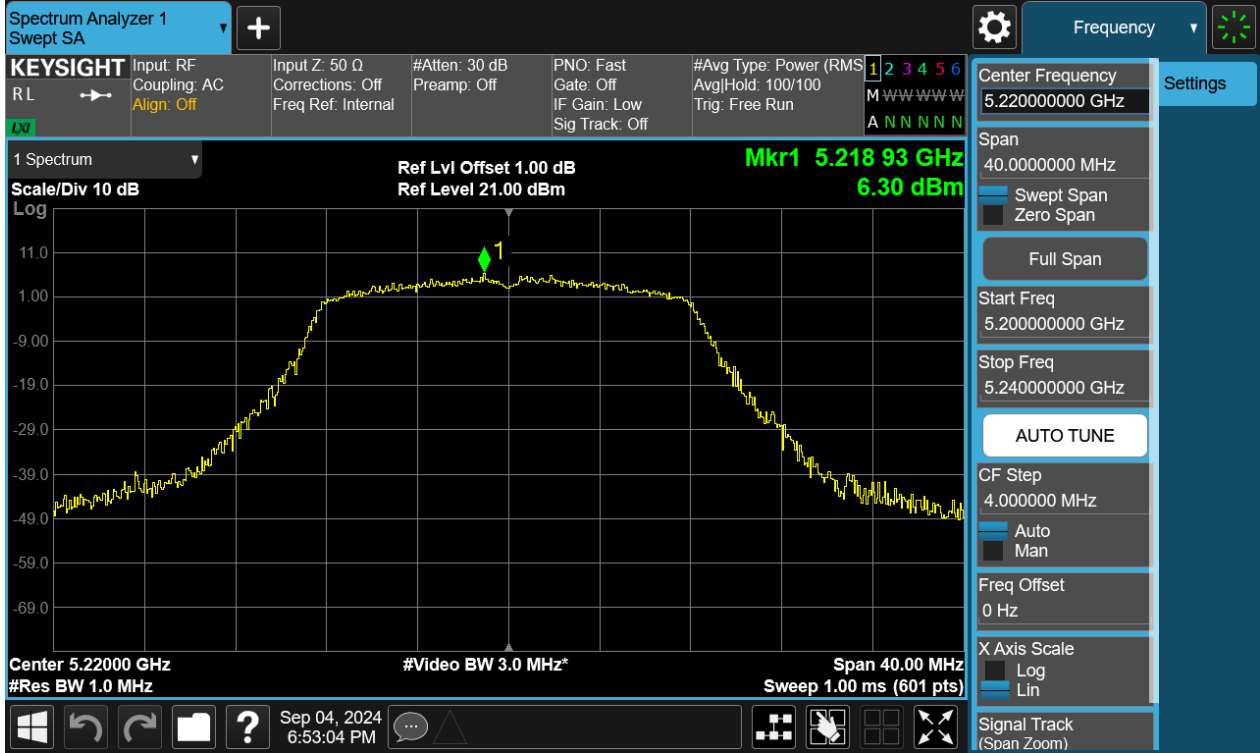 Spectrum Analyzer 1
Swept SA
Frequency
KEYSIGHT
R L
LXI
Input: RF
Coupling: AC
Align: Off
Input Z: 50 Ω
Corrections: Off
Freq Ref: Internal
#Atten: 30 dB
Preamp: Off
PNO: Fast
Gate: Off
IF Gain: Low
Sig Track: Off
#Avg Type: Power (RMS
Avg|Hold: 100/100
Trig: Free Run
1 2 3 4 5 6
M W W W W W
A N N N N N
1 Spectrum
Scale/Div 10 dB
Log
Ref Lvl Offset 1.00 dB
Ref Level 21.00 dBm
Mkr1 5.218 93 GHz
6.30 dBm
1
11.0
1.00
-9.00
-19.0
-29.0
-39.0
-49.0
-59.0
-69.0
Center 5.22000 GHz
#Res BW 1.0 MHz
#Video BW 3.0 MHz*
Span 40.00 MHz
Sweep 1.00 ms (601 pts)
Center Frequency
5.220000000 GHz
Span
40.0000000 MHz
Swept Span
Zero Span
Full Span
Start Freq
5.200000000 GHz
Stop Freq
5.240000000 GHz
AUTO TUNE
CF Step
4.000000 MHz
Auto
Man
Freq Offset
0 Hz
X Axis Scale
Log
Lin
Signal Track
(Span Zoom)
Settings
?
Sep 04, 2024
6:53:04 PM